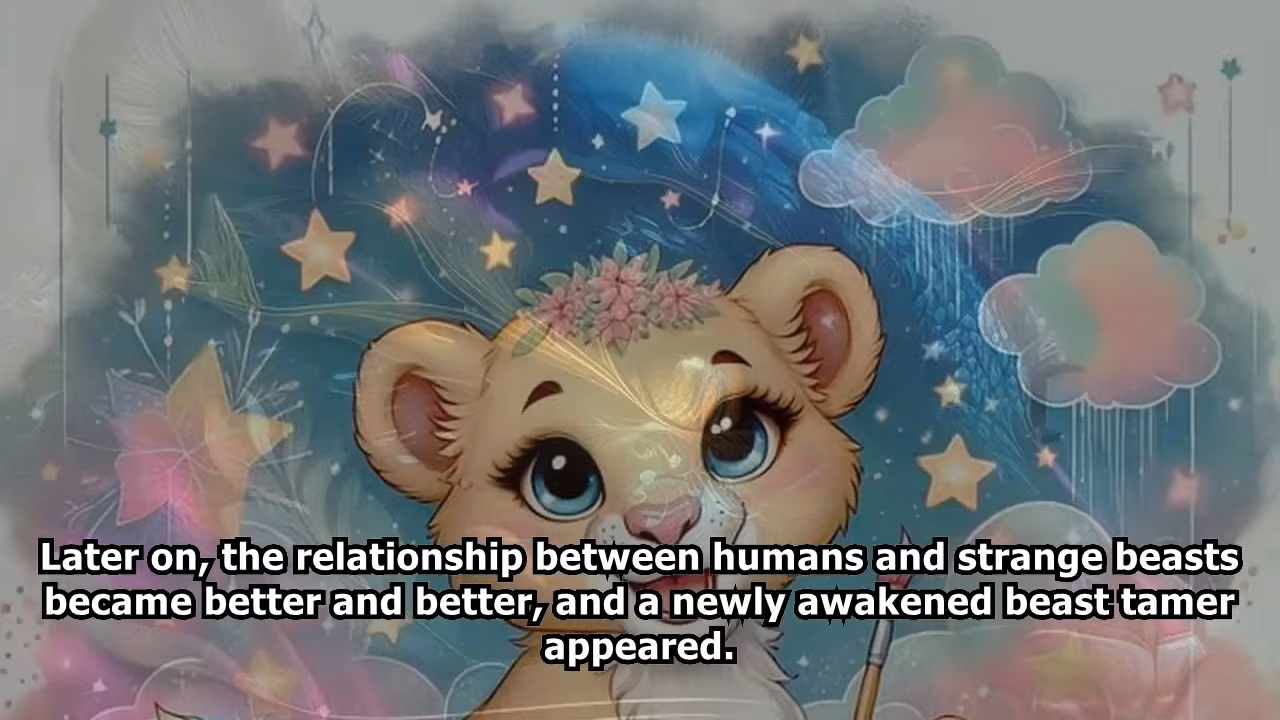 Later on, the relationship between humans and strange beasts
became better and better, and a newly awakened beast tamer
appeared.